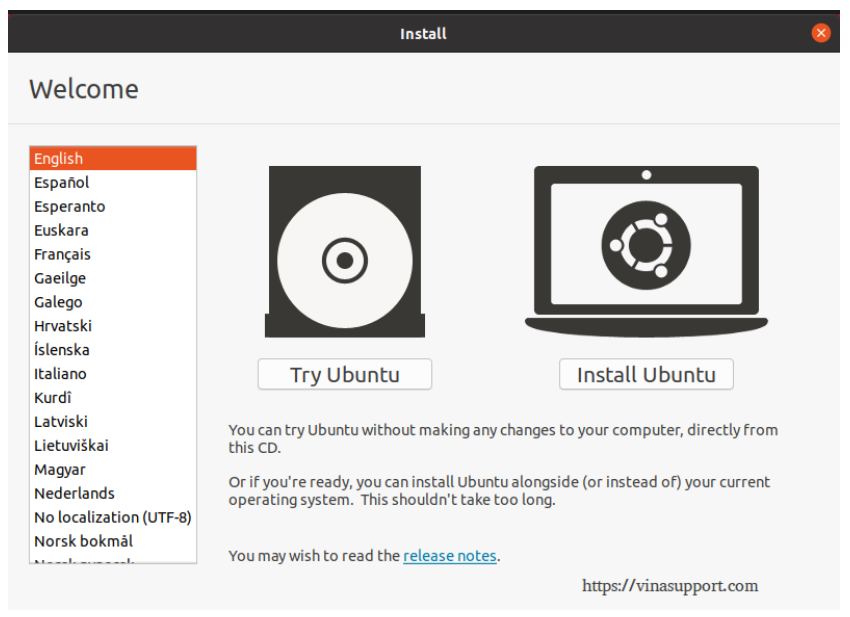 Install
Welcome
English
Español
Esperanto
Euskara
Français
Gaeilge
Galego
Hrvatski
Íslenska
Italiano
Kurdî
Latviski
Lietuviškai
Magyar
Nederlands
No localization (UTF-8)
Norsk bokmål
Try Ubuntu
Install Ubuntu
You can try Ubuntu without making any changes to your computer, directly from
this CD.
Or if you're ready, you can install Ubuntu alongside (or instead of) your current
operating system. This shouldn't take too long.
You may wish to read the release notes.
https://vinasupport.com